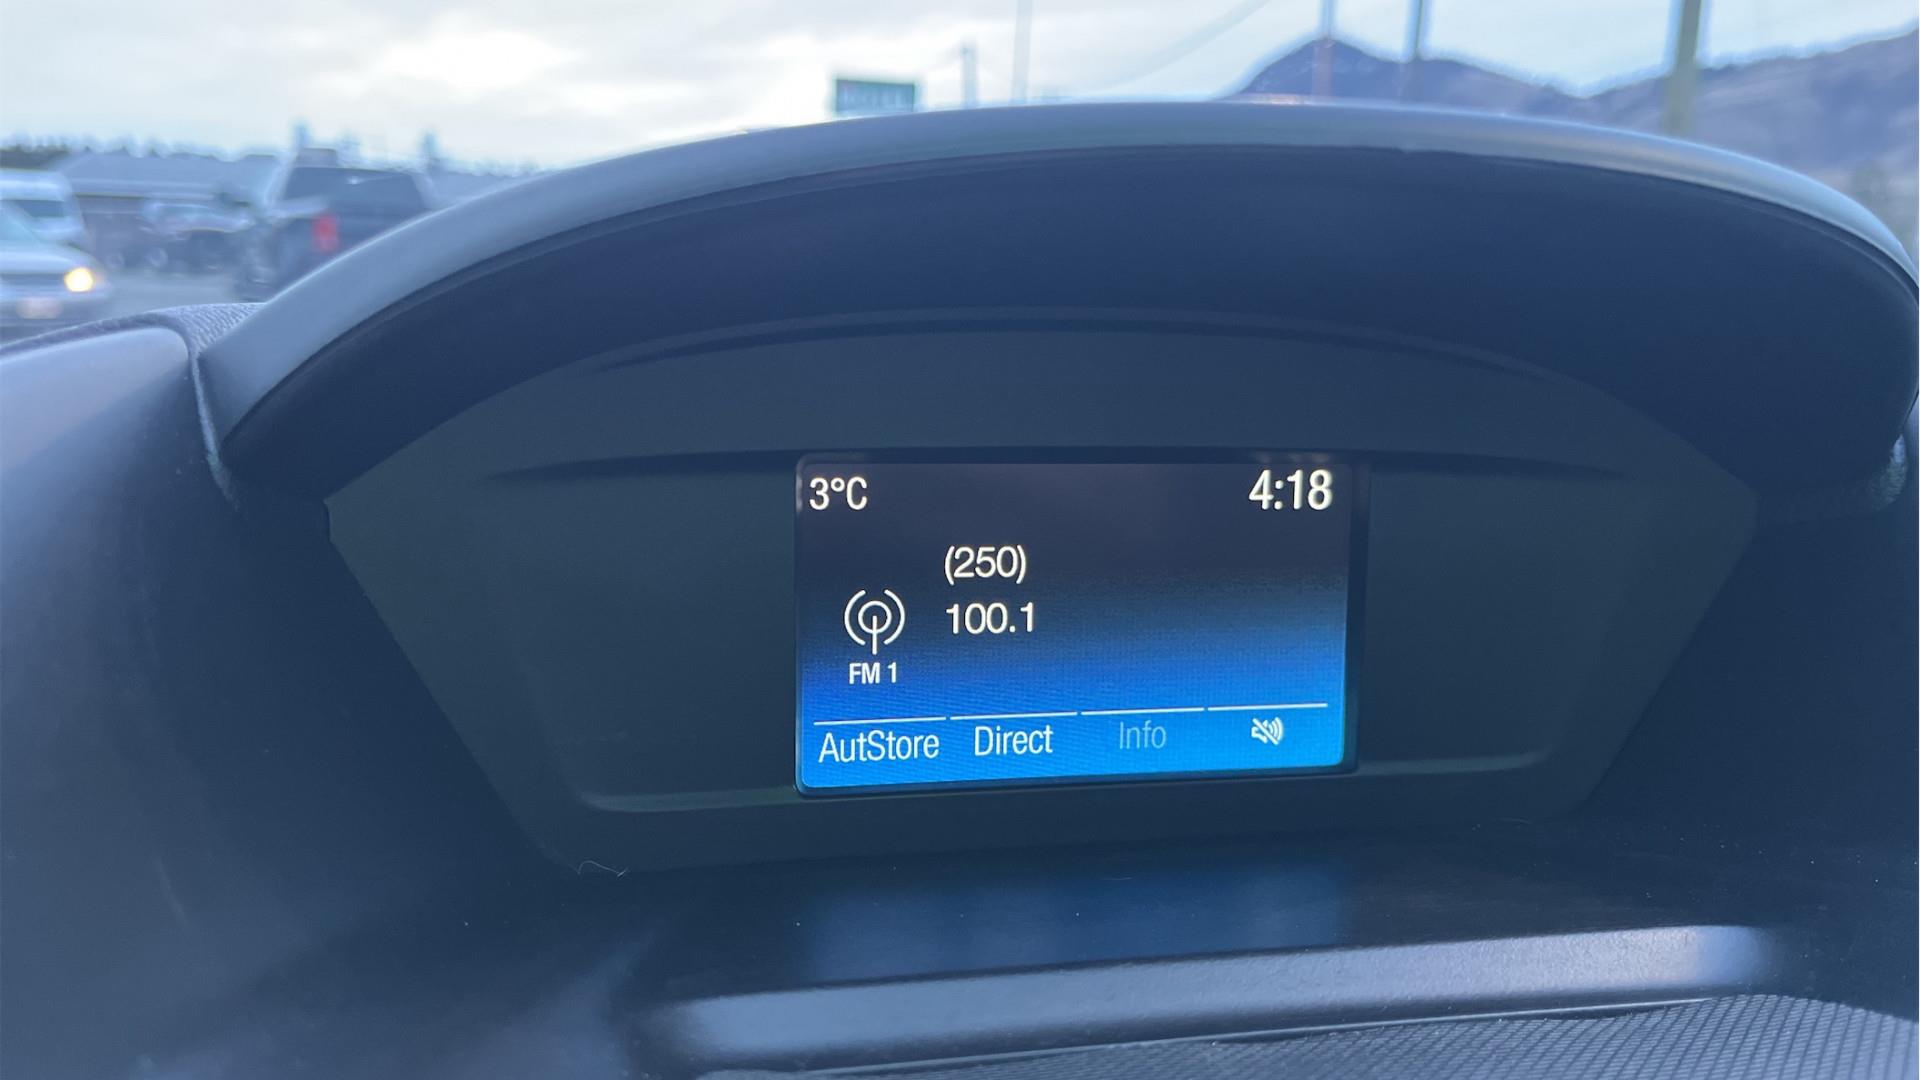 3°C 4:18
(250)
100.1
FM 1
AutStore Direct Info